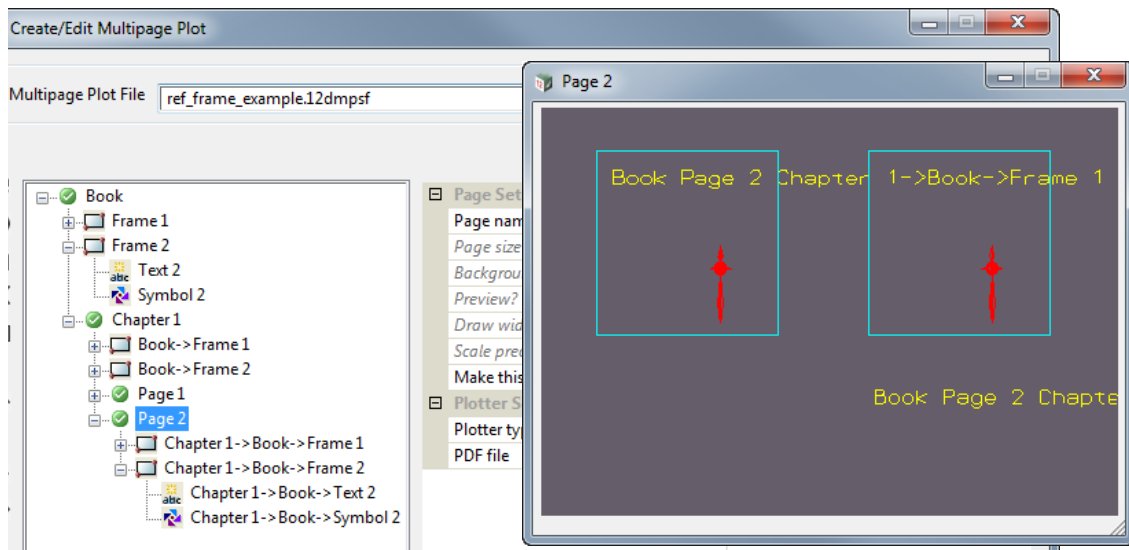 Create/Edit Multipage Plot
Multipage Plot File ref_frame_example.12dmpsf
Book
Frame 1
Frame 2
Text 2
Symbol 2
Chapter 1
Book->Frame 1
Book->Frame 2
Page 1
Page 2
Chapter 1->Book->Frame 1
Chapter 1->Book->Frame 2
abc Chapter 1->Book->Text 2
Chapter 1->Book->Symbol 2
Page Set
Page nam
Page size
Backgrou
Preview?
Draw wid
Scale pred
Make this
Plotter S
Plotter ty
PDF file
Page 2
Book Page 2 Chapter 1->Book->Frame 1
Book Page 2 Chapte